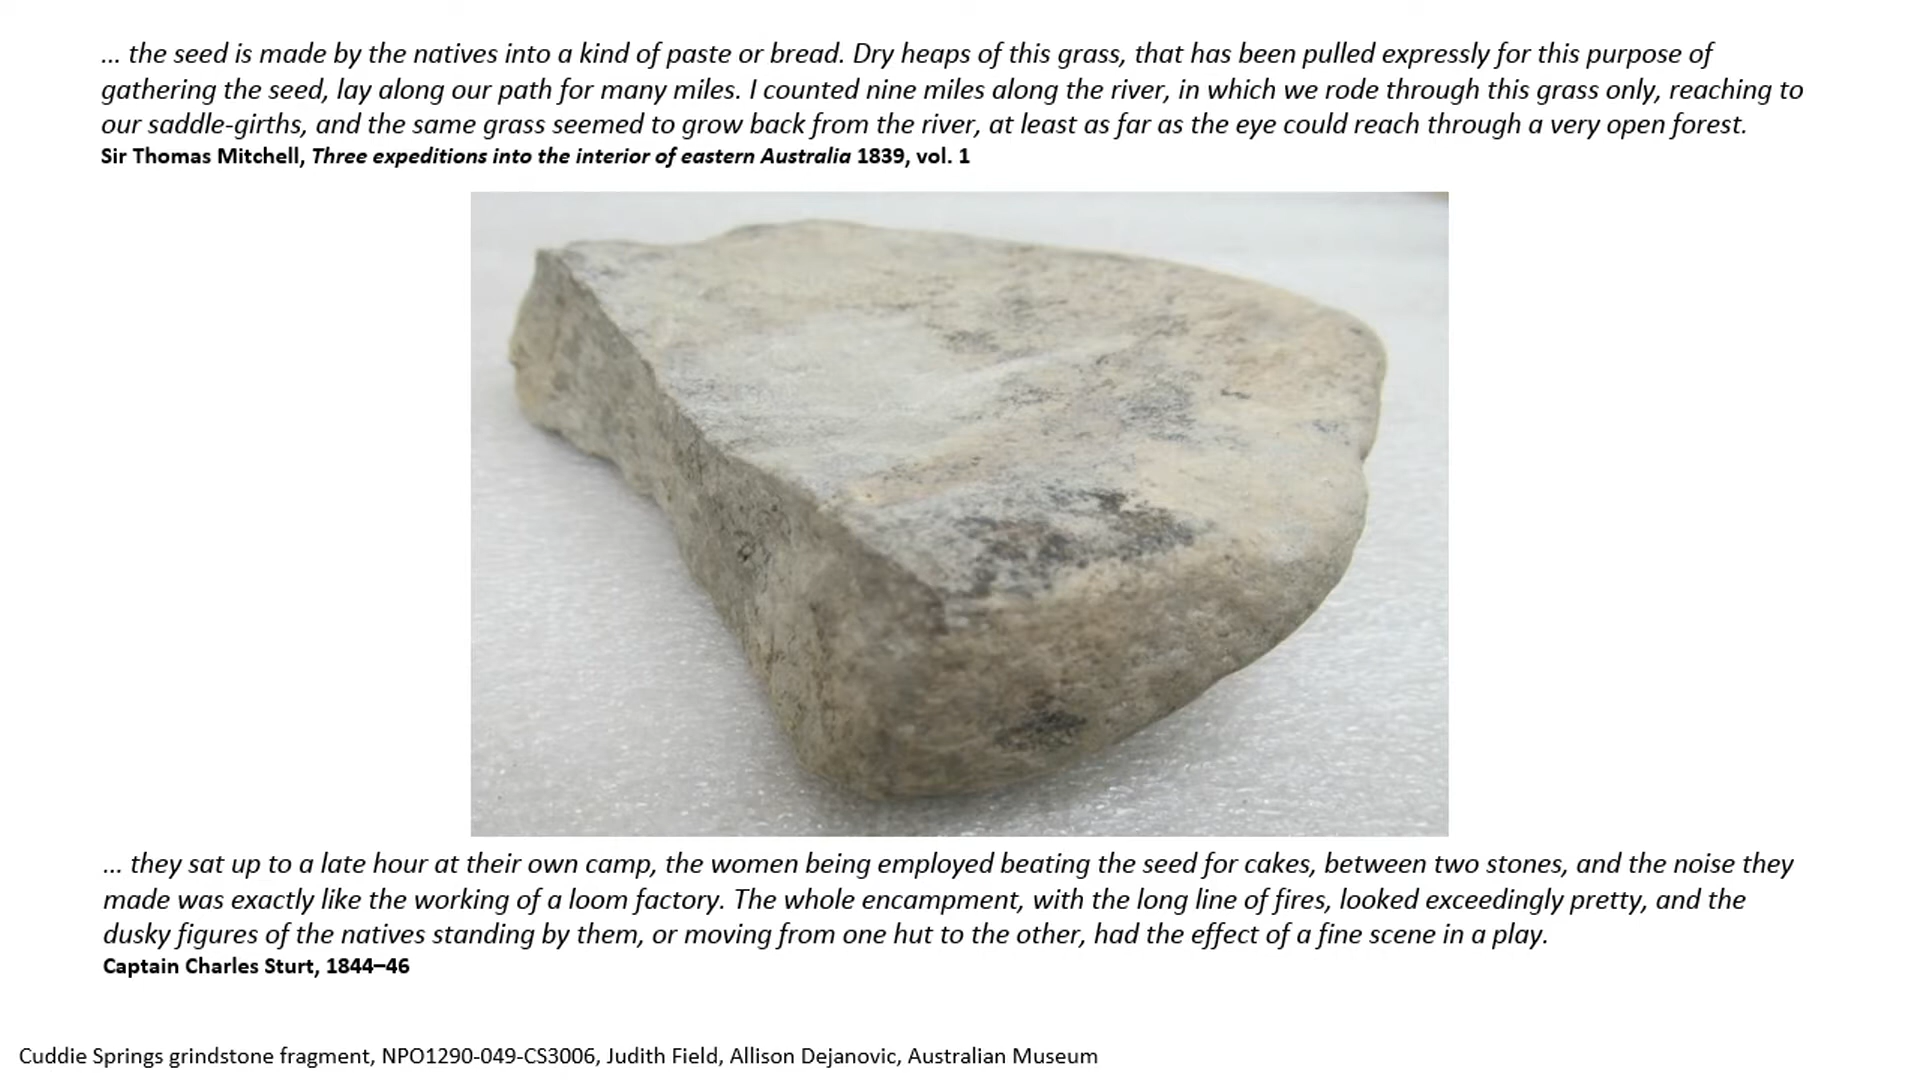 ... the seed is made by the natives into a kind of paste or bread. Dry heaps of this grass, that has been pulled expressly for this purpose of
gathering the seed, lay along our path for many miles. I counted nine miles along the river, in which we rode through this grass only, reaching to
our saddle-girths, and the same grass seemed to grow back from the river, at least as far as the eye could reach through a very open forest.
Sir Thomas Mitchell, Three expeditions into the interior of eastern Australia 1839, vol. 1
... they sat up to a late hour at their own camp, the women being employed beating the seed for cakes, between two stones, and the noise they
made was exactly like the working of a loom factory. The whole encampment, with the long line of fires, looked exceedingly pretty, and the
dusky figures of the natives standing by them, or moving from one hut to the other, had the effect of a fine scene in a play.
Captain Charles Sturt, 1844–46
Cuddie Springs grindstone fragment, NPO1290-049-CS3006, Judith Field, Allison Dejanovic, Australian Museum